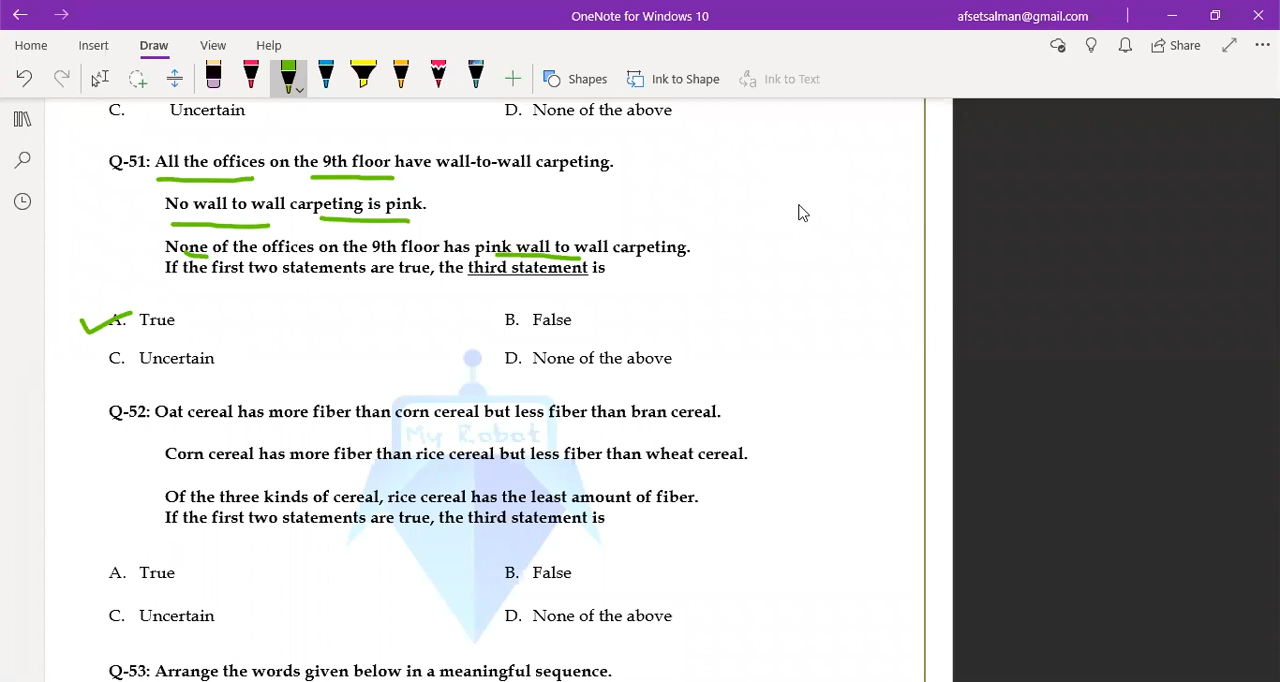 OneNote for Windows 10
afsetsalman@gmail.com
Home Insert Draw View Help
Share
Shapes Ink to Shape Ink to Text
C. Uncertain D. None of the above
Q-51: All the offices on the 9th floor have wall-to-wall carpeting.
No wall to wall carpeting is pink.
None of the offices on the 9th floor has pink wall to wall carpeting.
If the first two statements are true, the third statement is
A. True B. False
C. Uncertain D. None of the above
Q-52: Oat cereal has more fiber than corn cereal but less fiber than bran cereal.
My Robot
Corn cereal has more fiber than rice cereal but less fiber than wheat cereal.
Of the three kinds of cereal, rice cereal has the least amount of fiber.
If the first two statements are true, the third statement is
A. True B. False
C. Uncertain D. None of the above
Q-53: Arrange the words given below in a meaningful sequence.